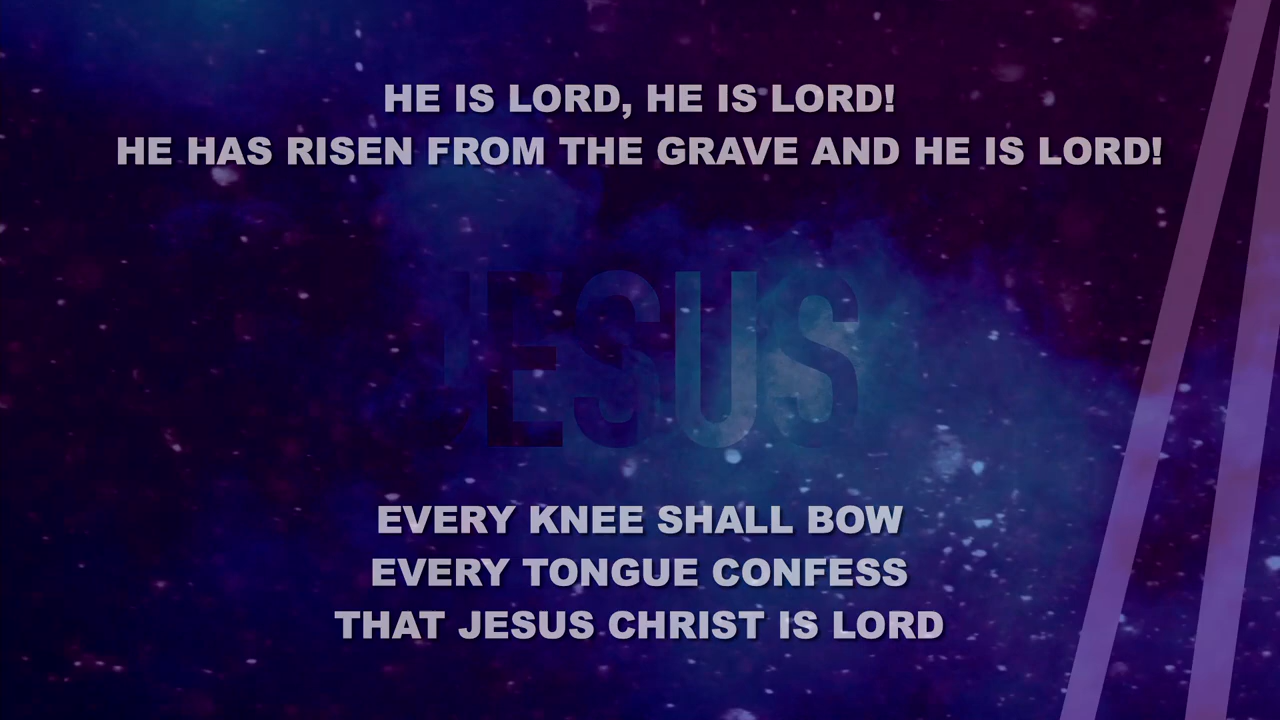 HE IS LORD, HE IS LORD!
HE HAS RISEN FROM THE GRAVE AND HE IS LORD!
JESUS
EVERY KNEE SHALL BOW
EVERY TONGUE CONFESS
THAT JESUS CHRIST IS LORD